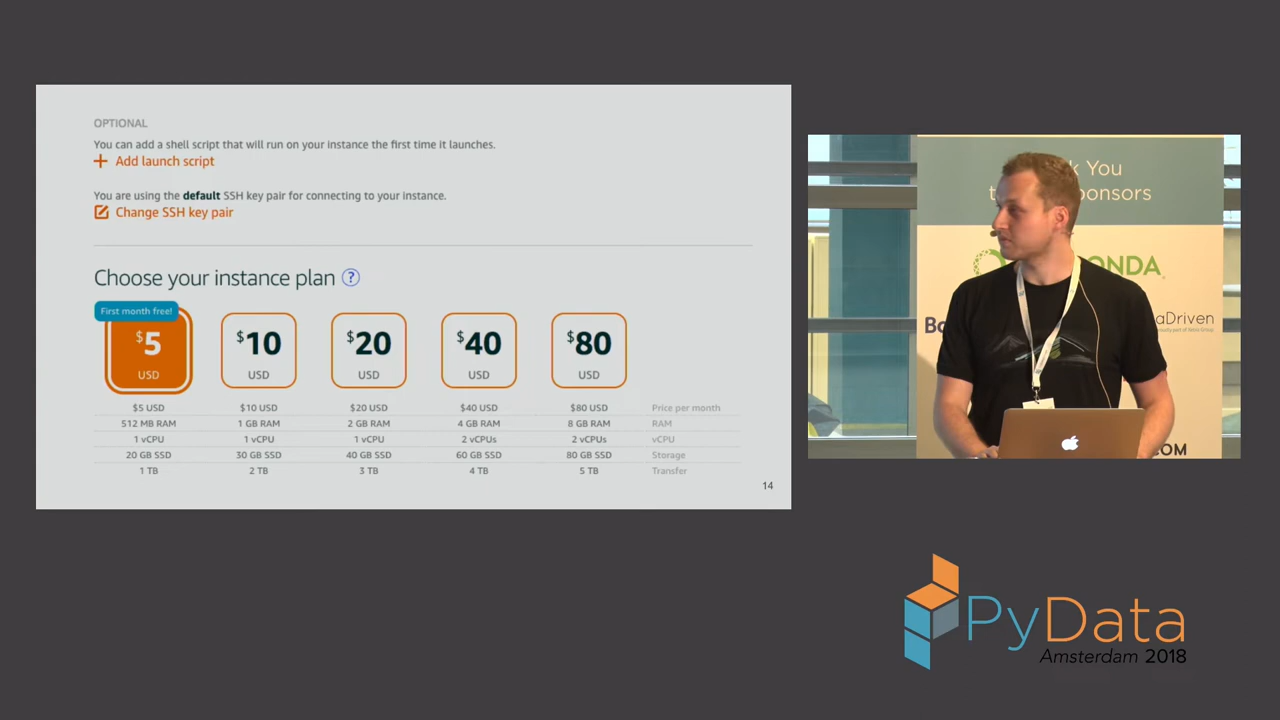 OPTIONAL
You can add a shell script that will run on your instance the first time it launches.
+ Add launch script
You are using the default SSH key pair for connecting to your instance.
Change SSH key pair
Choose your instance plan ?
First month free!
$5 $10 $20 $40 $80
USD USD USD USD USD
$5 USD $10 USD $20 USD $40 USD $80 USD Price per month
512 MB RAM 1 GB RAM 2 GB RAM 4 GB RAM 8 GB RAM RAM
1 vCPU 1 vCPU 1 vCPU 2 vCPUs 2 vCPUs vCPU
20 GB SSD 30 GB SSD 40 GB SSD 60 GB SSD 80 GB SSD Storage
1 TB 2 TB 3 TB 4 TB 5 TB Transfer
14
k You
t ponsors
ONDA
Bo
aDriven
.COM
PyData
Amsterdam 2018